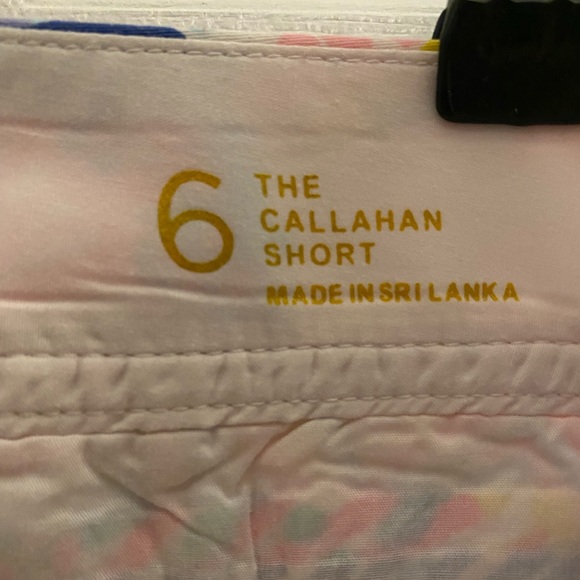 6
THE
CALLAHAN
SHORT
MADE IN SRI LANKA